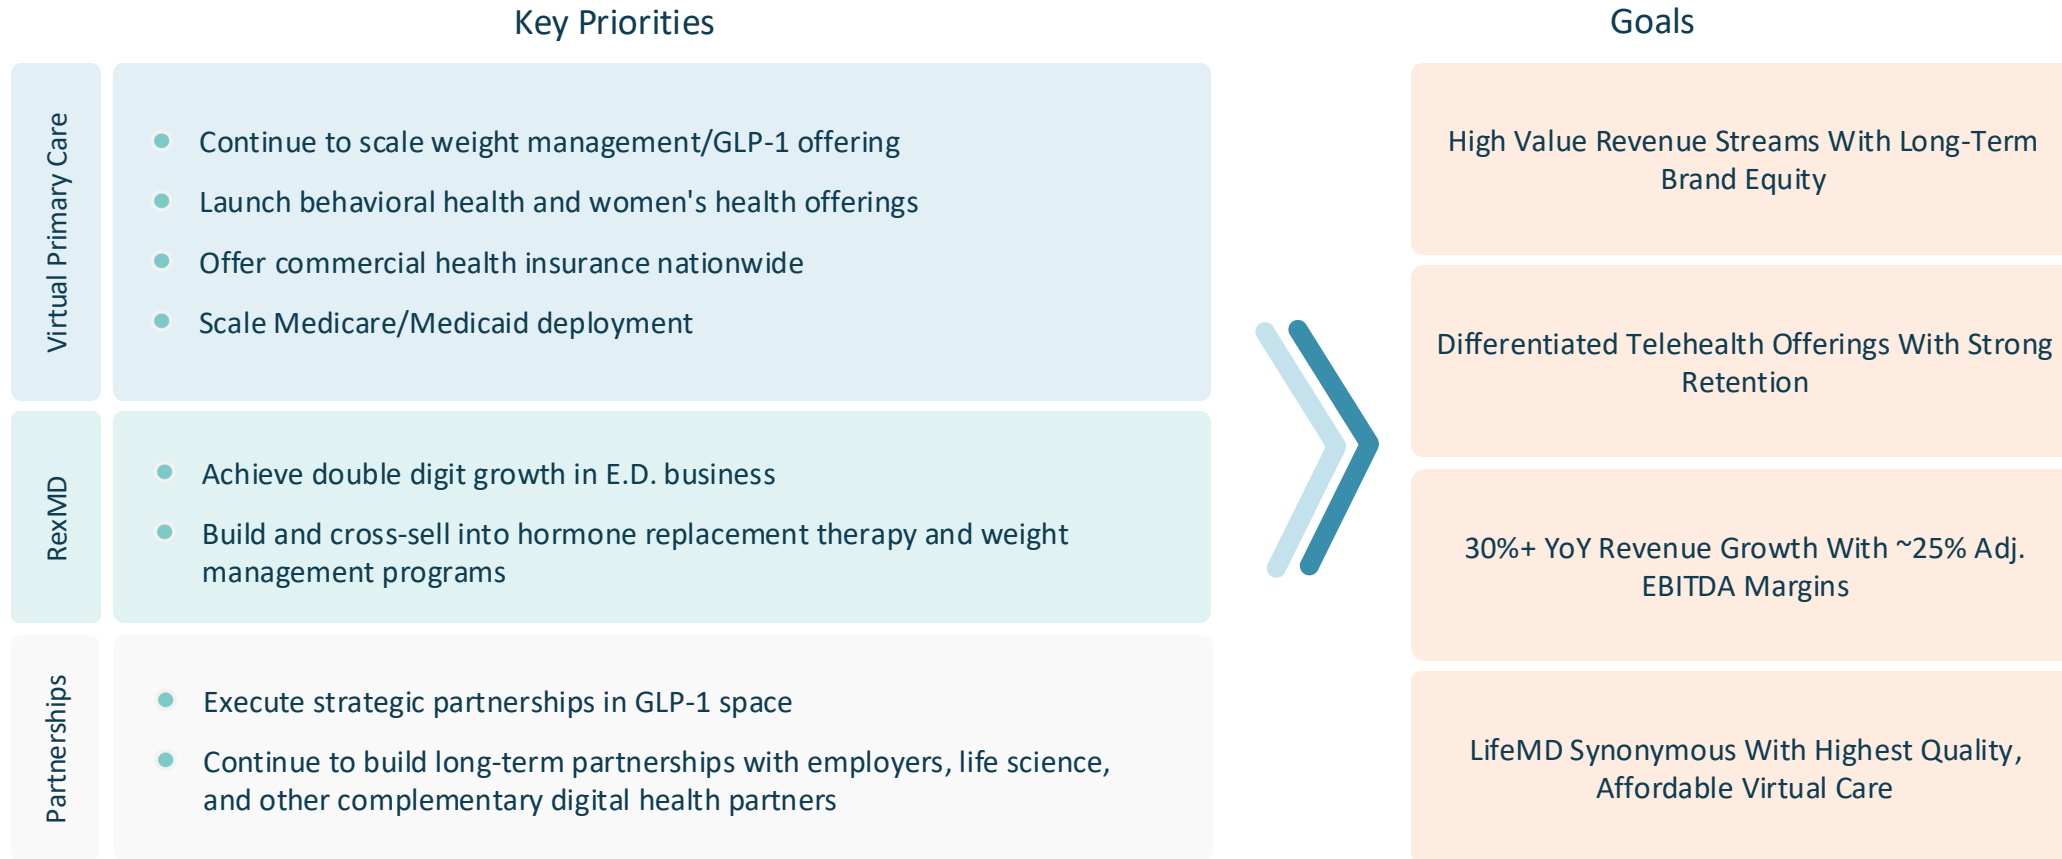 Key Priorities
Goals
Virtual Primary Care
Continue to scale weight management/GLP-1 offering
Launch behavioral health and women's health offerings
Offer commercial health insurance nationwide
Scale Medicare/Medicaid deployment
RexMD
Achieve double digit growth in E.D. business
Build and cross-sell into hormone replacement therapy and weight
management programs
Partnerships
Execute strategic partnerships in GLP-1 space
Continue to build long-term partnerships with employers, life science,
and other complementary digital health partners
High Value Revenue Streams With Long-Term
Brand Equity
Differentiated Telehealth Offerings With Strong
Retention
30%+ YoY Revenue Growth With ~25% Adj.
EBITDA Margins
LifeMD Synonymous With Highest Quality,
Affordable Virtual Care